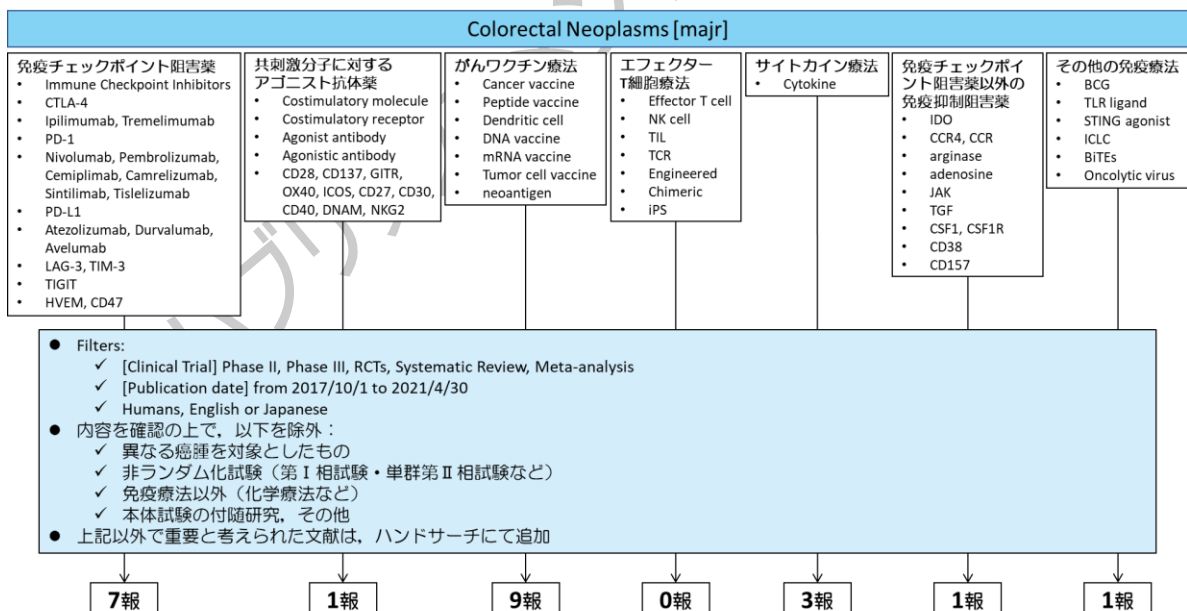 Colorectal Neoplasms [majr]
免疫チェックポイント阻害薬
• Immune Checkpoint Inhibitors
• CTLA-4
• Ipilimumab, Tremelimumab
• PD-1
• Nivolumab, Pembrolizumab,
Cemiplimab, Camrelizumab,
Sintilimab, Tislelizumab
• PD-L1
• Atezolizumab, Durvalumab,
Avelumab
• LAG-3, TIM-3
• TIGIT
• HVEM, CD47
共刺激分子に対する
アゴニスト抗体薬
• Costimulatory molecule
• Costimulatory receptor
• Agonist antibody
• Agonistic antibody
• CD28, CD137, GITR,
OX40, ICOS, CD27, CD30,
CD40, DNAM, NKG2
がんワクチン療法
• Cancer vaccine
• Peptide vaccine
• Dendritic cell
• DNA vaccine
• mRNA vaccine
• Tumor cell vaccine
• neoantigen
エフェクター
T細胞療法
• Effector T cell
• NK cell
• TIL
• TCR
• Engineered
• Chimeric
• iPS
サイトカイン療法
• Cytokine
免疫チェックポイ
ント阻害薬以外の
免疫抑制阻害薬
• IDO
• CCR4, CCR
• arginase
• adenosine
• JAK
• TGF
• CSF1, CSF1R
• CD38
• CD157
その他の免疫療法
• BCG
• TLR ligand
• STING agonist
• ICLC
• BiTEs
• Oncolytic virus
● Filters:
✓ [Clinical Trial] Phase II, Phase III, RCTs, Systematic Review, Meta-analysis
✓ [Publication date] from 2017/10/1 to 2021/4/30
✓ Humans, English or Japanese
● 内容を確認の上で，以下を除外：
✓ 異なる癌腫を対象としたもの
✓ 非ランダム化試験（第Ⅰ相試験・単群第Ⅱ相試験など）
✓ 免疫療法以外（化学療法など）
✓ 本体試験の付随研究，その他
● 上記以外で重要と考えられた文献は，ハンドサーチにて追加
7報
1報
9報
0報
3報
1報
1報